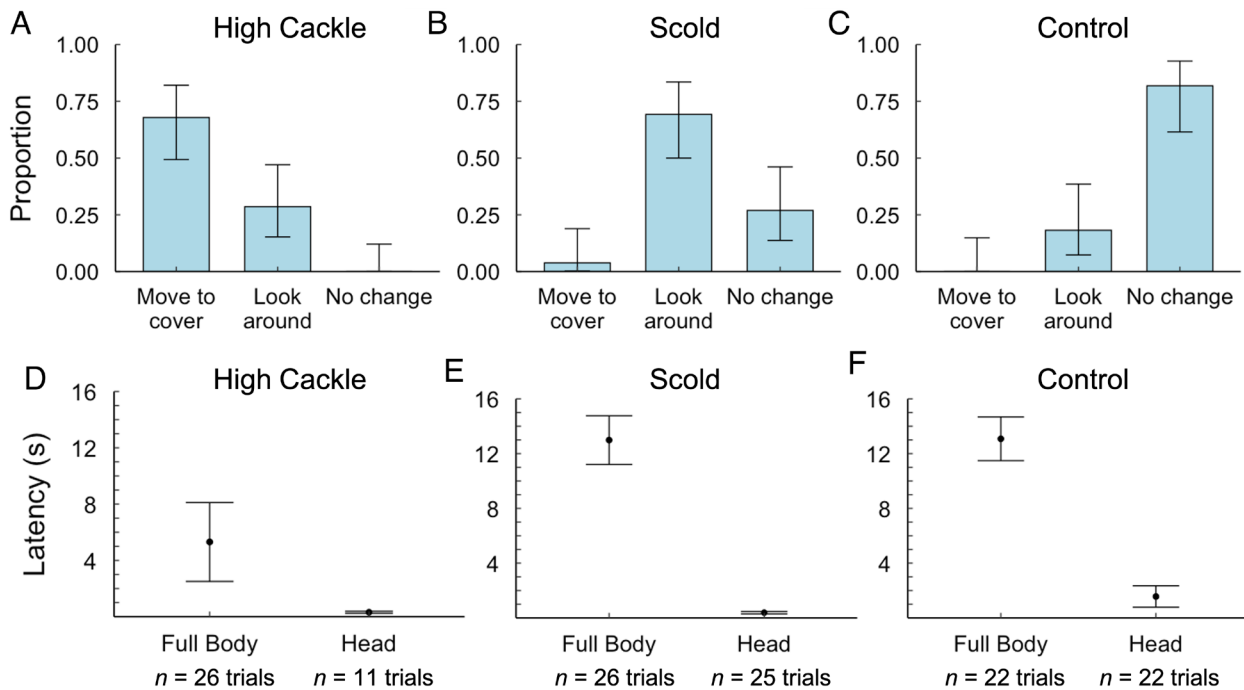 A High Cackle
B Scold
C Control
Proportion
1.00
0.75
0.50
0.25
0.00
Move to cover
Look around
No change
1.00
0.75
0.50
0.25
0.00
Move to cover
Look around
No change
1.00
0.75
0.50
0.25
0.00
Move to cover
Look around
No change
D High Cackle
E Scold
F Control
Latency (s)
16
12
8
4
Full Body
Head
n = 26 trials
n = 11 trials
16
12
8
4
Full Body
Head
n = 26 trials
n = 25 trials
16
12
8
4
Full Body
Head
n = 22 trials
n = 22 trials